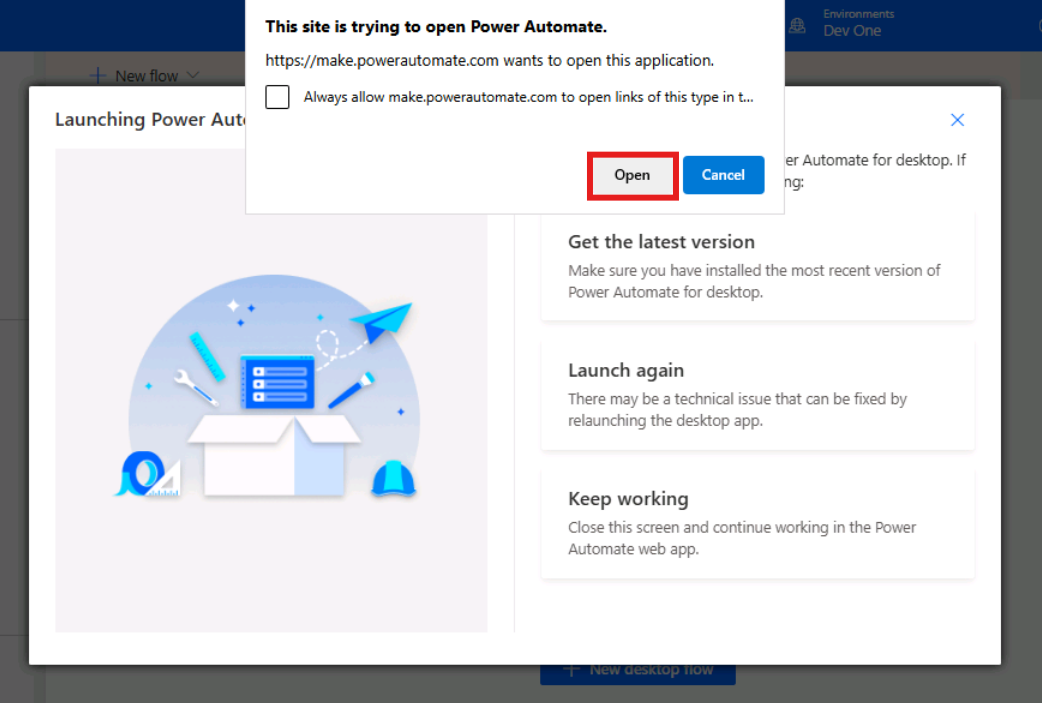 This site is trying to open Power Automate.
https://make.powerautomate.com wants to open this application.
Always allow make.powerautomate.com to open links of this type in t...
Open
Cancel
Environments
Dev One
New flow
Launching Power Aut
er Automate for desktop. If
ng:
Get the latest version
Make sure you have installed the most recent version of
Power Automate for desktop.
Launch again
There may be a technical issue that can be fixed by
relaunching the desktop app.
Keep working
Close this screen and continue working in the Power
Automate web app.
New desktop flow